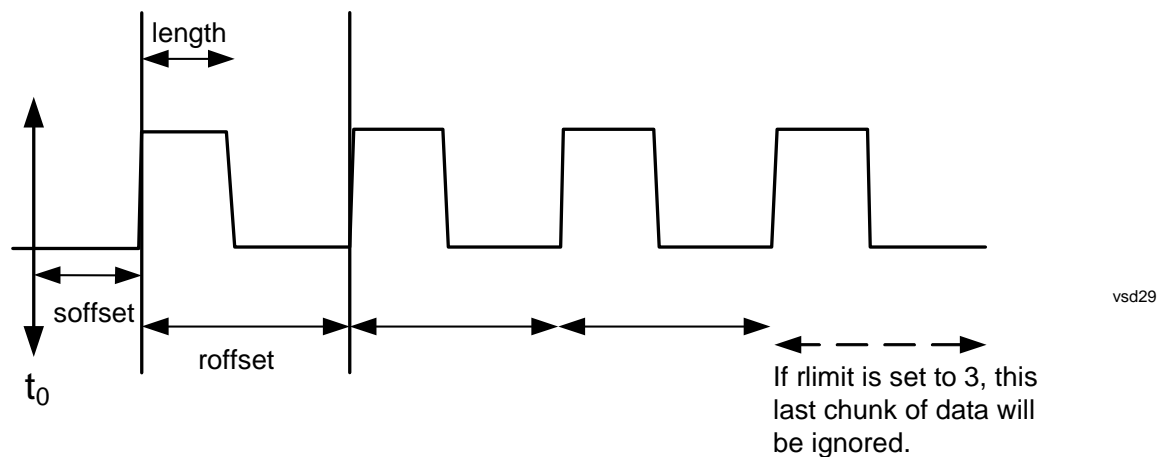 length
vsd29
soffset
roffset
t₀
If rlimit is set to 3, this
last chunk of data will
be ignored.